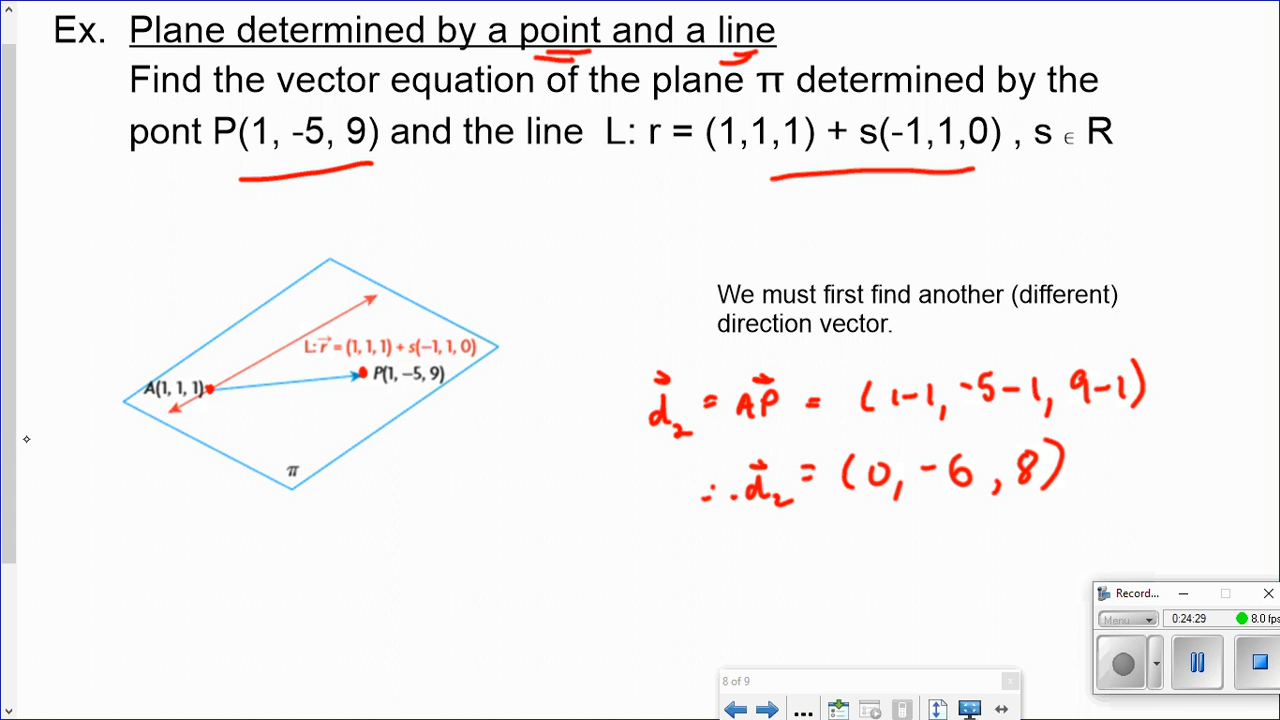 Ex. Plane determined by a point and a line
Find the vector equation of the plane π determined by the
pont P(1, -5, 9) and the line L: r = (1,1,1) + s(-1,1,0) , s ∈ R
We must first find another (different)
direction vector.
L: r⃗ = (1, 1, 1) + s(−1, 1, 0)
A(1, 1, 1)
P(1, −5, 9)
π
d⃗₂ = AP⃗ = (1-1, -5-1, 9-1)
∴ d⃗₂ = (0, -6, 8)
Record...
Menu
0:24:29
8.0 fps
8 of 9